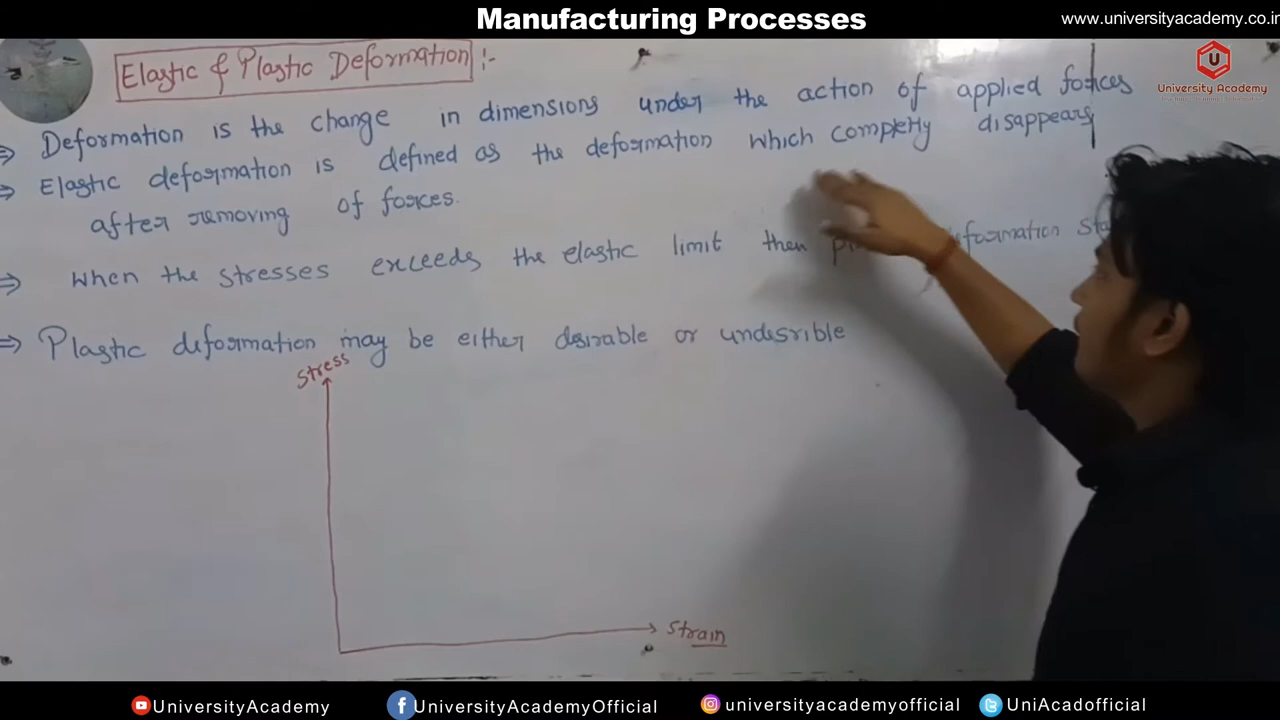 Manufacturing Processes
www.universityacademy.co.in
University Academy
Elastic & Plastic Deformation :-
⇒ Deformation is the change in dimensions under the action of applied forces
⇒ Elastic deformation is defined as the deformation which completly disappears
after removing of forces.
⇒ When the stresses exceeds the elastic limit then deformation
⇒ Plastic deformation may be either desirable or undesrible
Stress
Strain
UniversityAcademy
UniversityAcademyOfficial
universityacademyofficial
UniAcadofficial